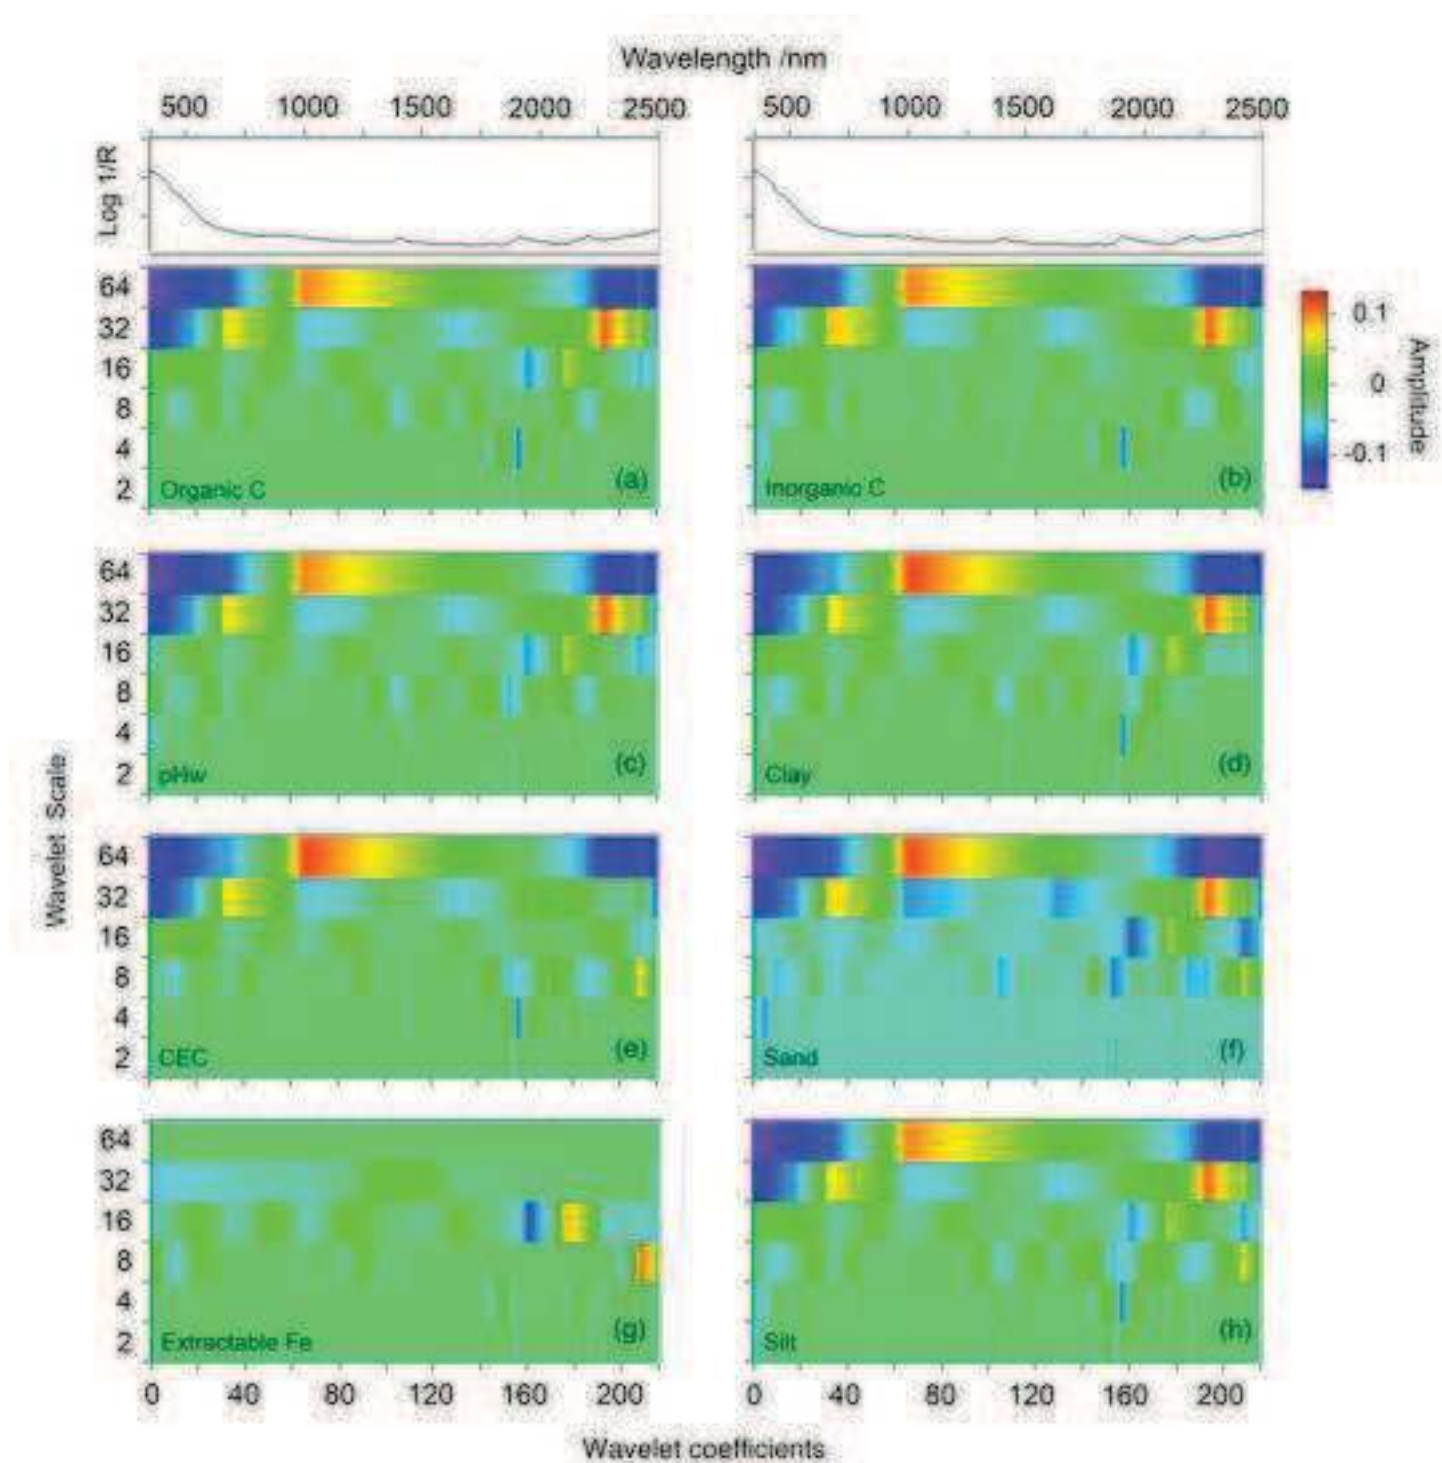 Wavelength /nm
500 1000 1500 2000 2500 500 1000 1500 2000 2500
Log 1/R
64
32
16
8
4
2
Organic C (a)
Inorganic C (b)
0.1
0
-0.1
Amplitude
64
32
16
8
4
2
pHw (c)
Clay (d)
Wavelet Scale
64
32
16
8
4
2
CEC (e)
Sand (f)
64
32
16
8
4
2
Extractable Fe (g)
Silt (h)
0 40 80 120 160 200 0 40 80 120 160 200
Wavelet coefficients